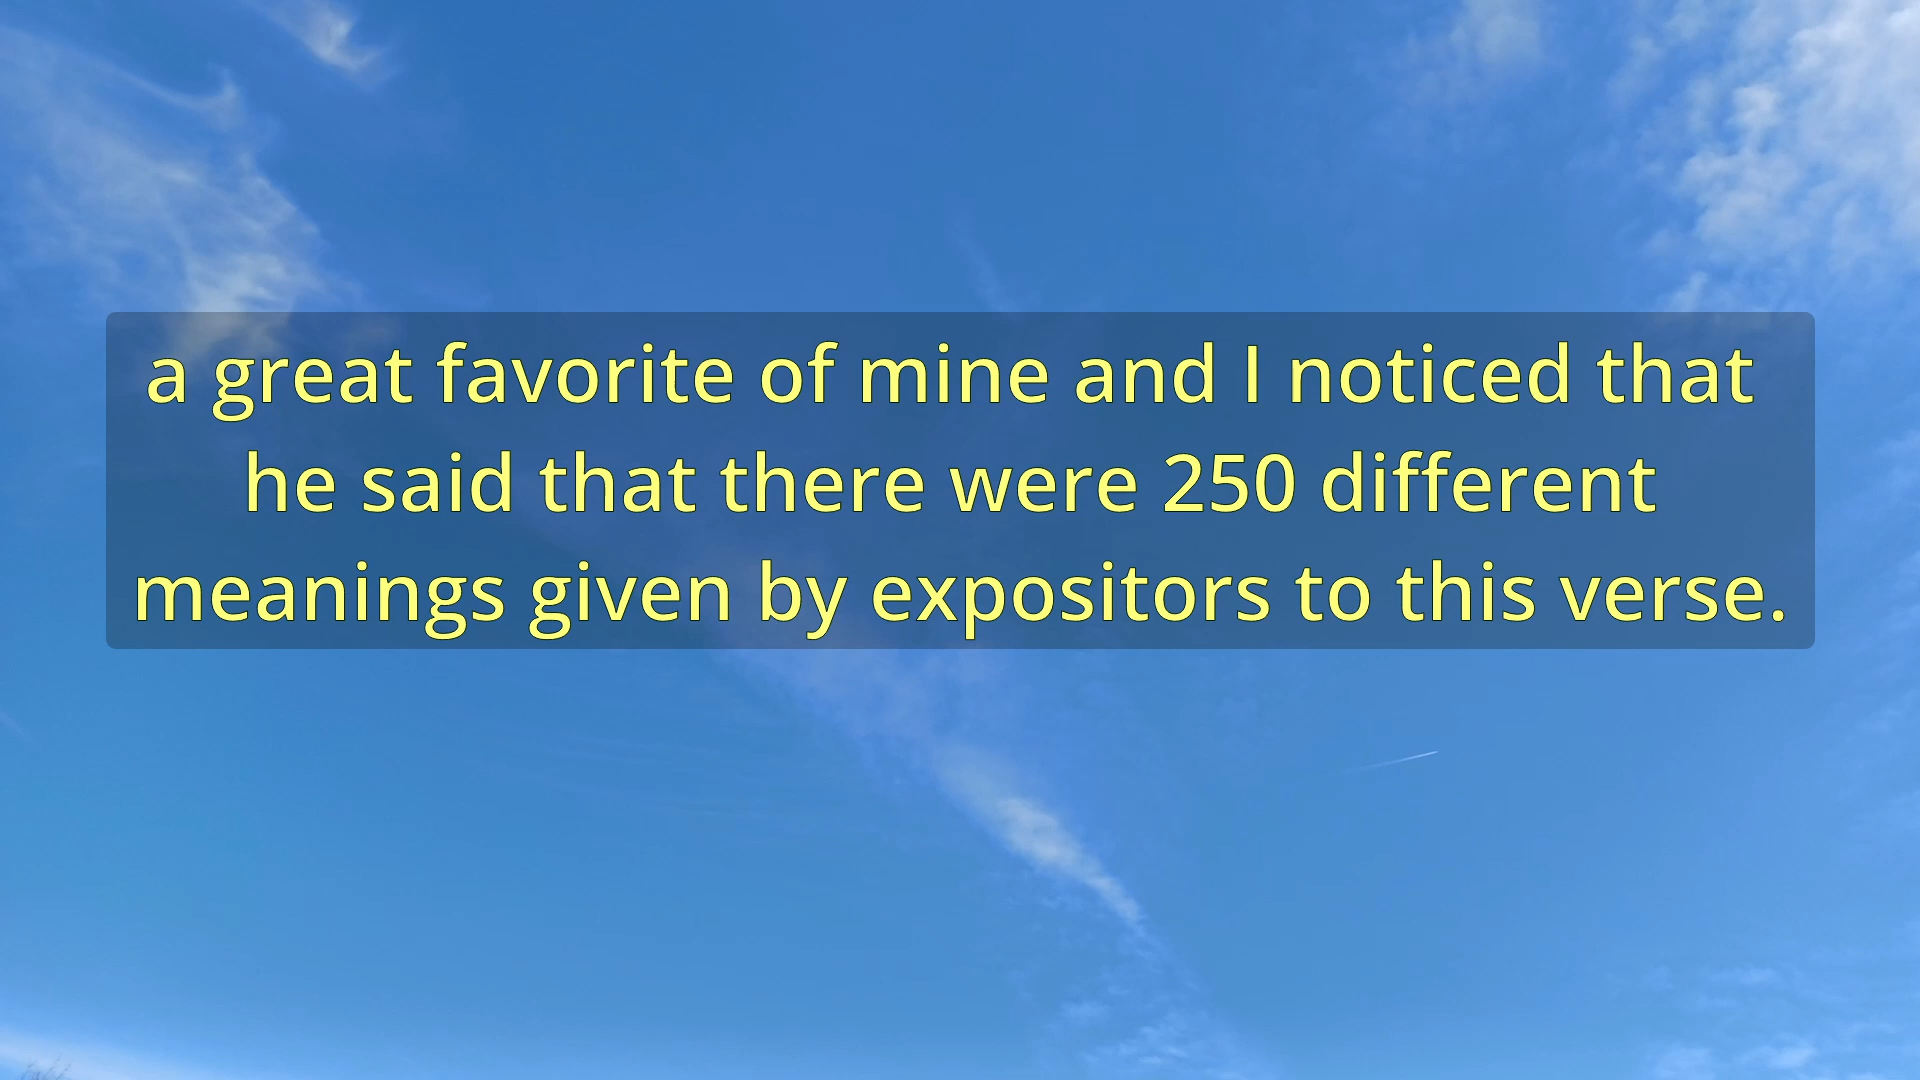 a great favorite of mine and I noticed that
he said that there were 250 different
meanings given by expositors to this verse.